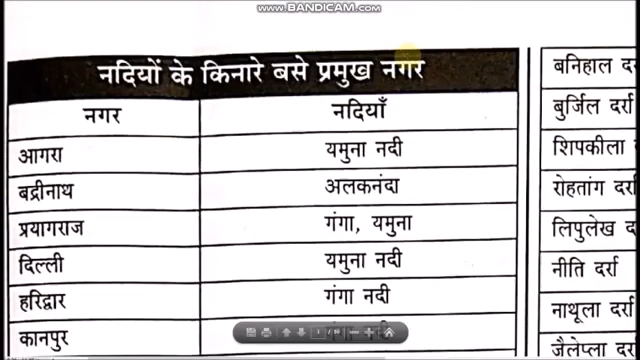 WWW.BANDICAM.COM
नदियों के किनारे बसे प्रमुख नगर
नगर नदियाँ
आगरा यमुना नदी
बद्रीनाथ अलकनंदा
प्रयागराज गंगा, यमुना
दिल्ली यमुना नदी
हरिद्वार गंगा नदी
कानपुर
बनिहाल
बुर्जिल दर्रा
शिपकीला
रोहतांग
लिपुलेख
नीति दर्रा
नाथूला दर्रा
जैलेप्ला